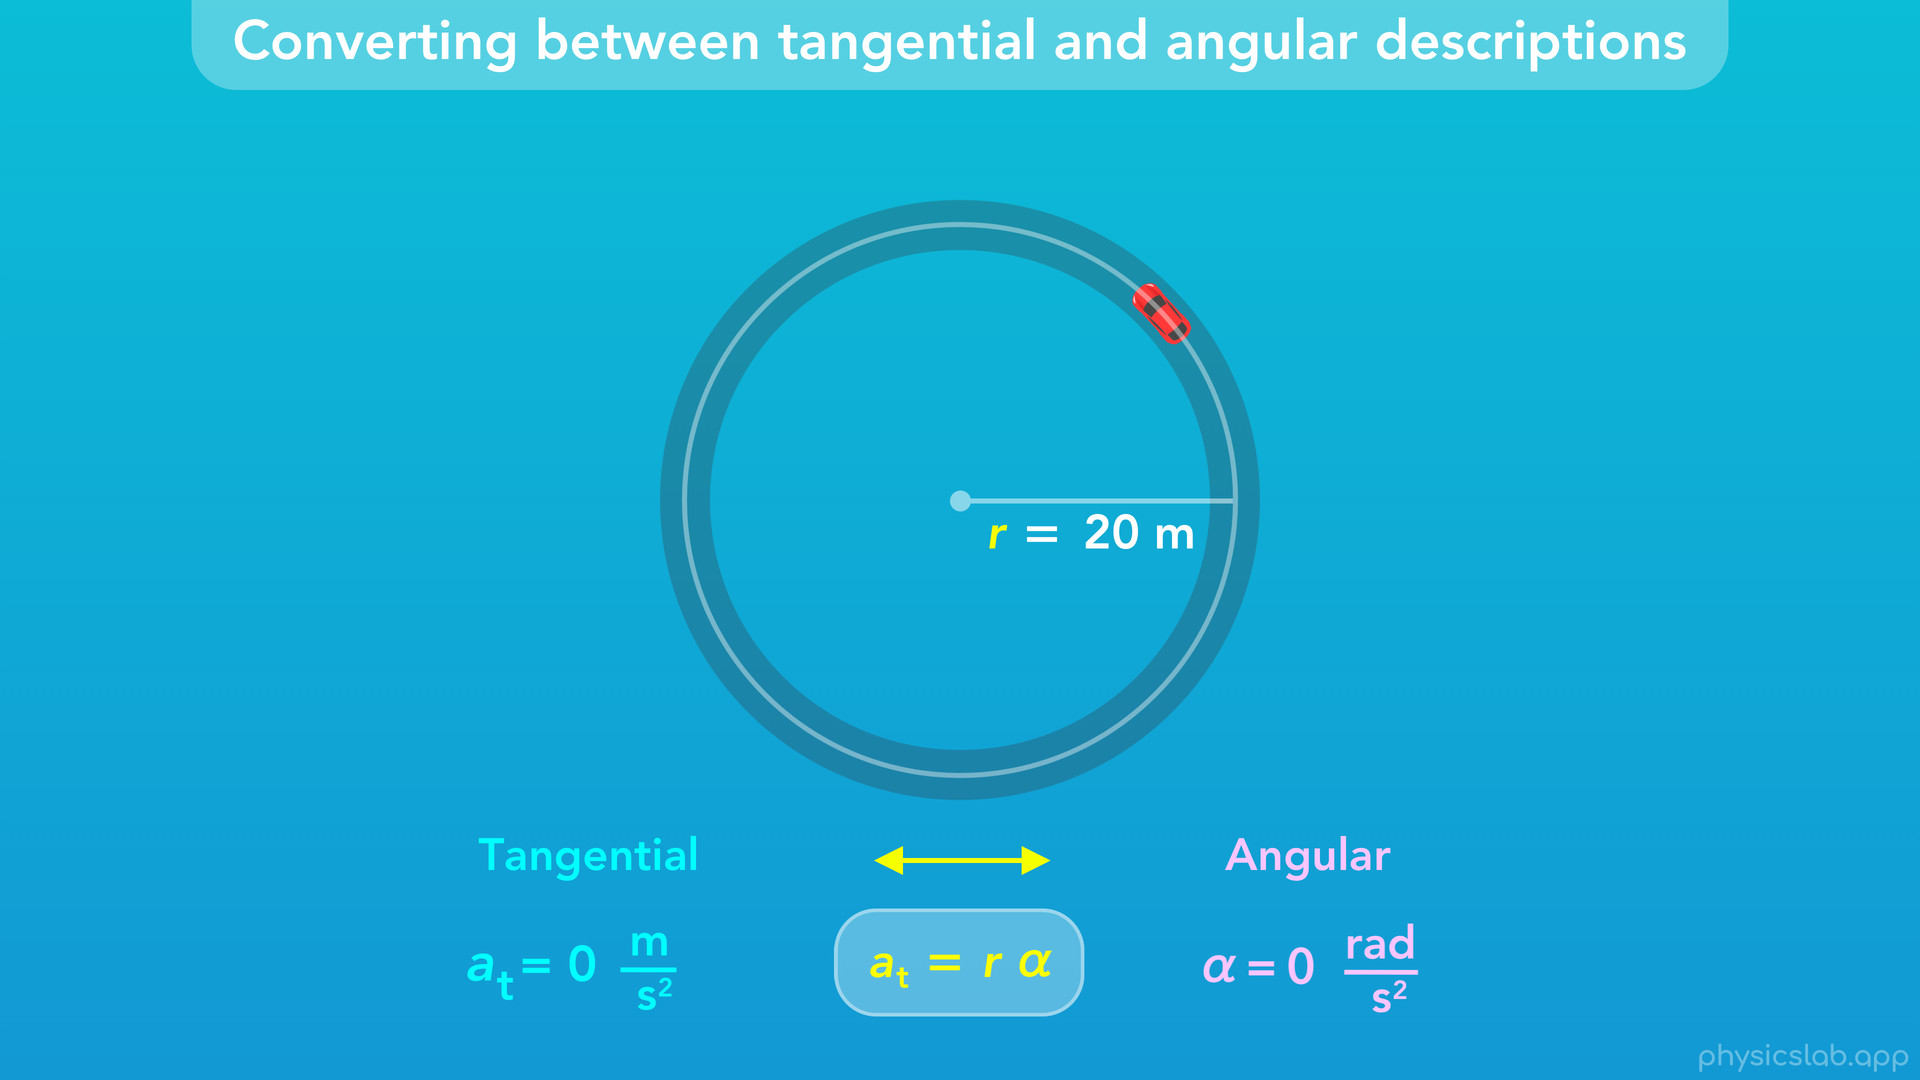 Converting between tangential and angular descriptions
r = 20 m
Tangential
Angular
aₜ = 0 m/s²
aₜ = r α
α = 0 rad/s²
physicslab.app